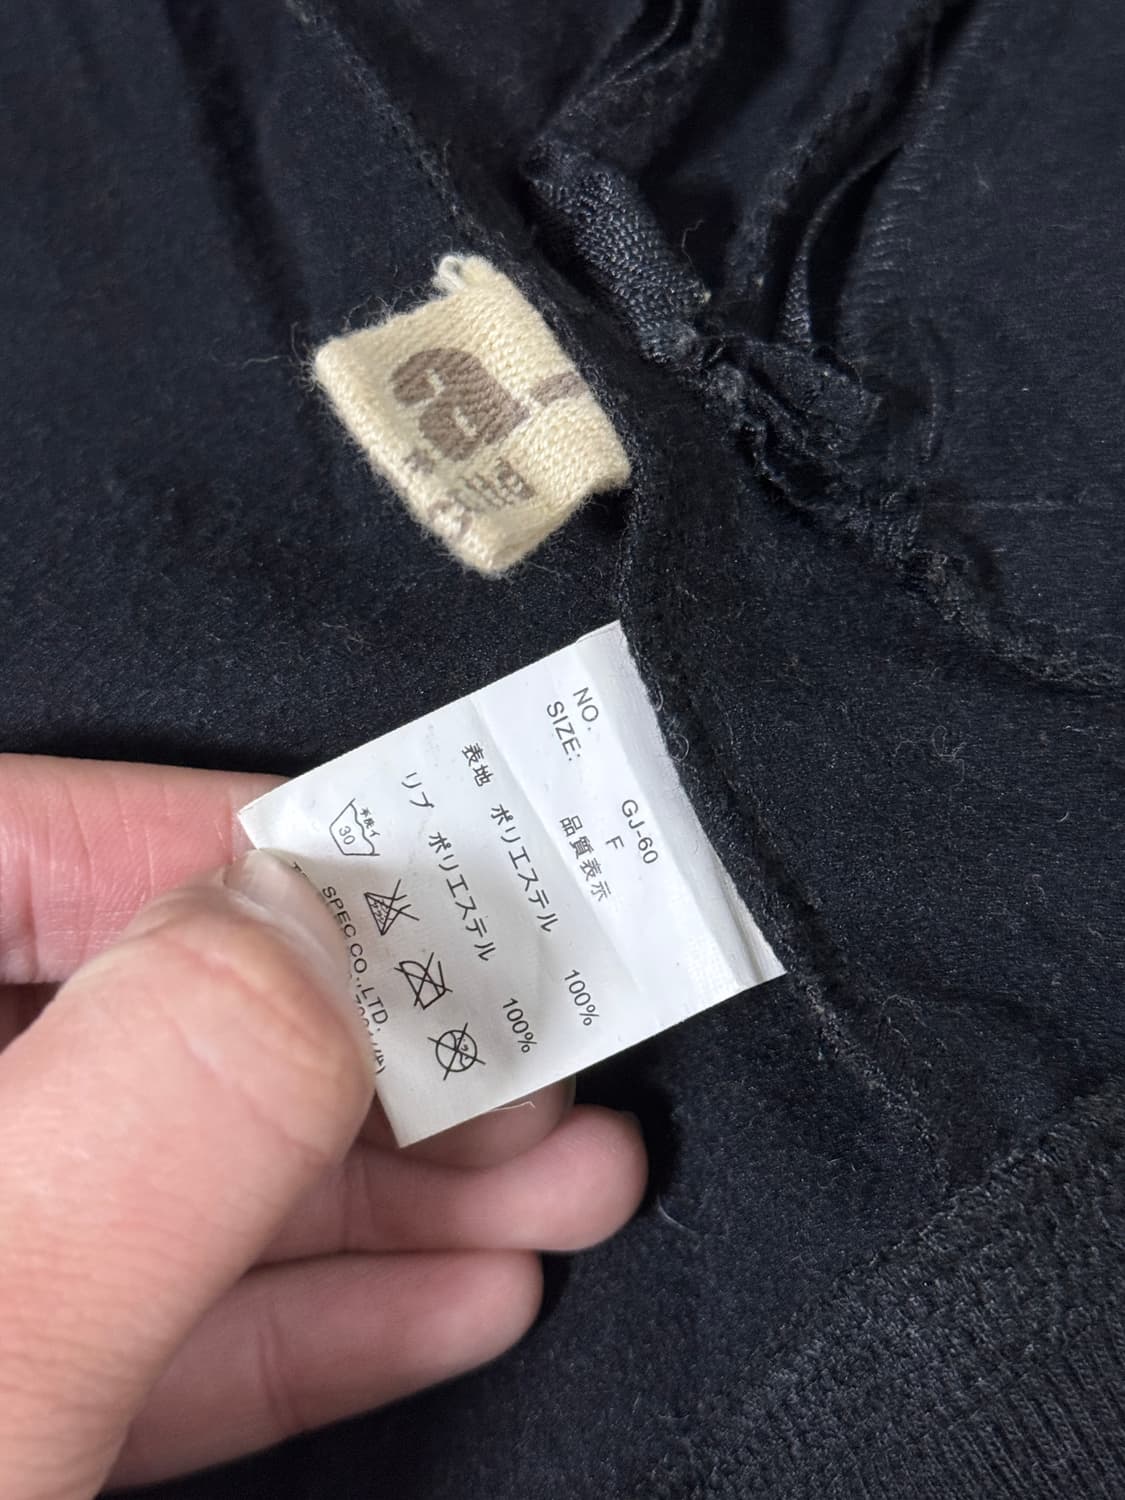 NO. GJ-60
SIZE: F
品質表示
表地 ポリエステル 100%
リブ ポリエステル 100%
30
SPEC CO.,LTD.